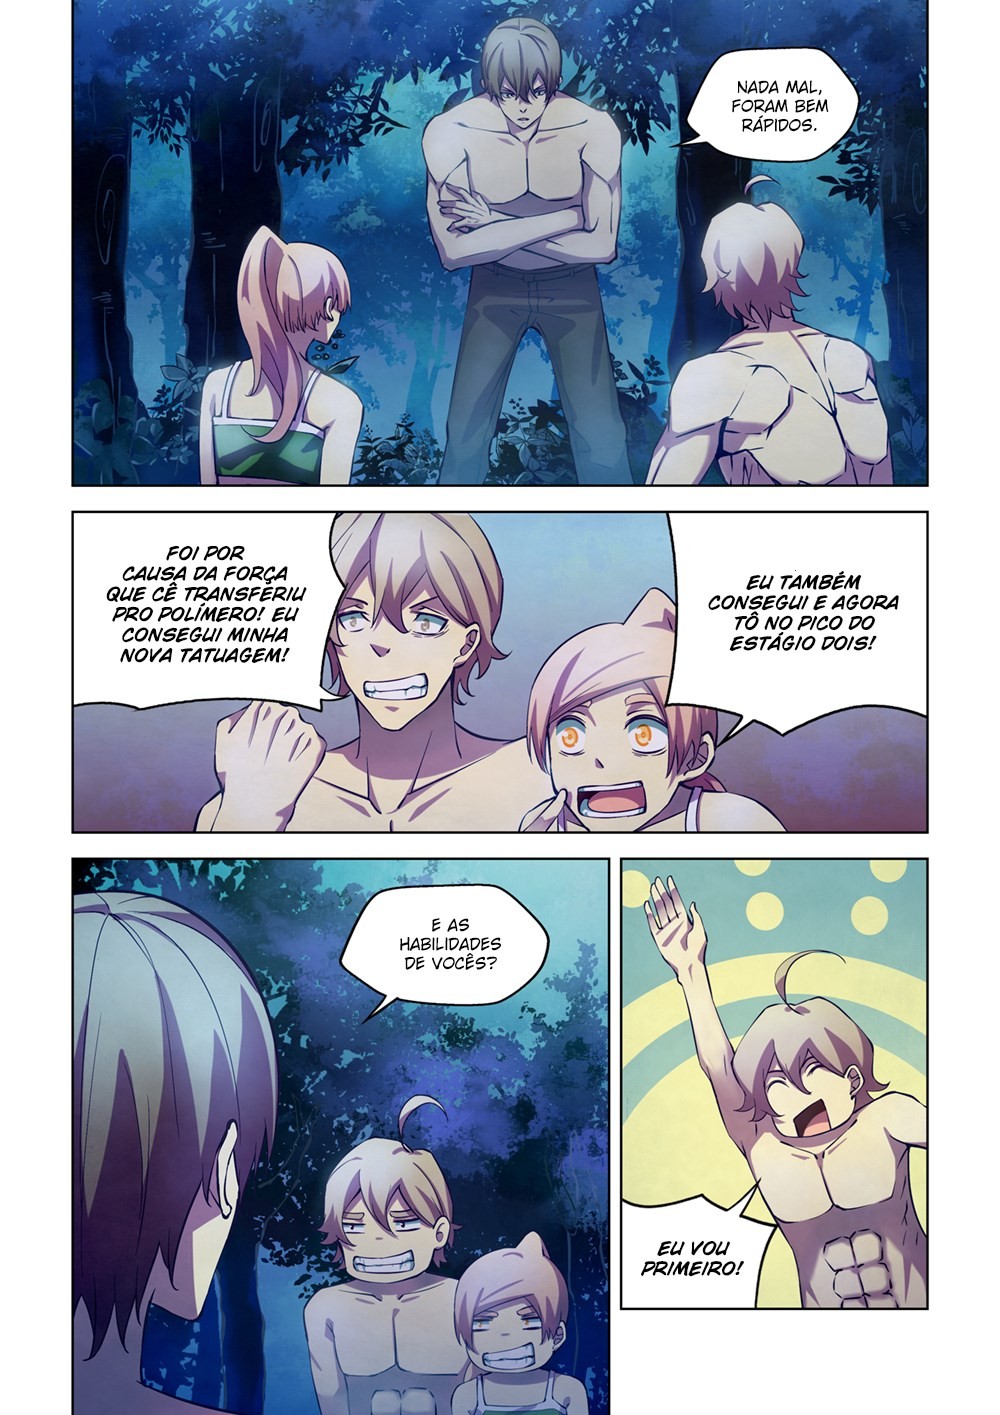 NADA MAL,
FORAM BEM
RÁPIDOS.
FOI POR
CAUSA DA FORÇA
QUE CÊ TRANSFERIU
PRO POLÍMERO! EU
CONSEGUI MINHA
NOVA TATUAGEM!
EU TAMBÉM
CONSEGUI E AGORA
TÔ NO PICO DO
ESTÁGIO DOIS!
E AS
HABILIDADES
DE VOCÊS?
EU VOU
PRIMEIRO!